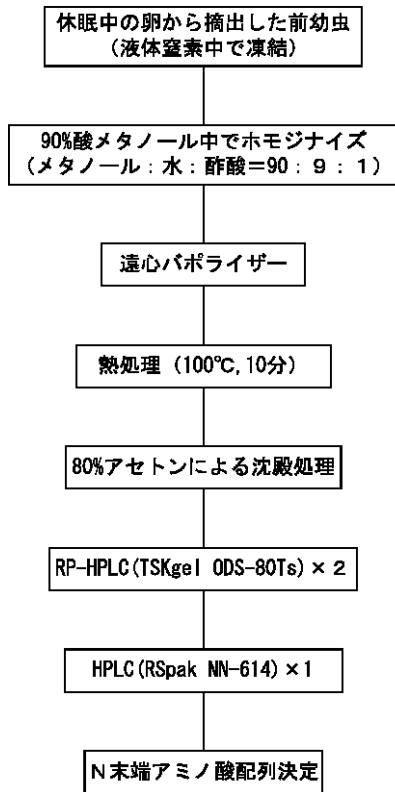 休眠中の卵から摘出した前幼虫
(液体窒素中で凍結)
90%酸メタノール中でホモジナイズ
(メタノール:水:酢酸=90:9:1)
遠心バポライザー
熱処理(100℃,10分)
80%アセトンによる沈殿処理
RP-HPLC(TSKgel ODS-80Ts)×2
HPLC(RSpak NN-614)×1
N末端アミノ酸配列決定